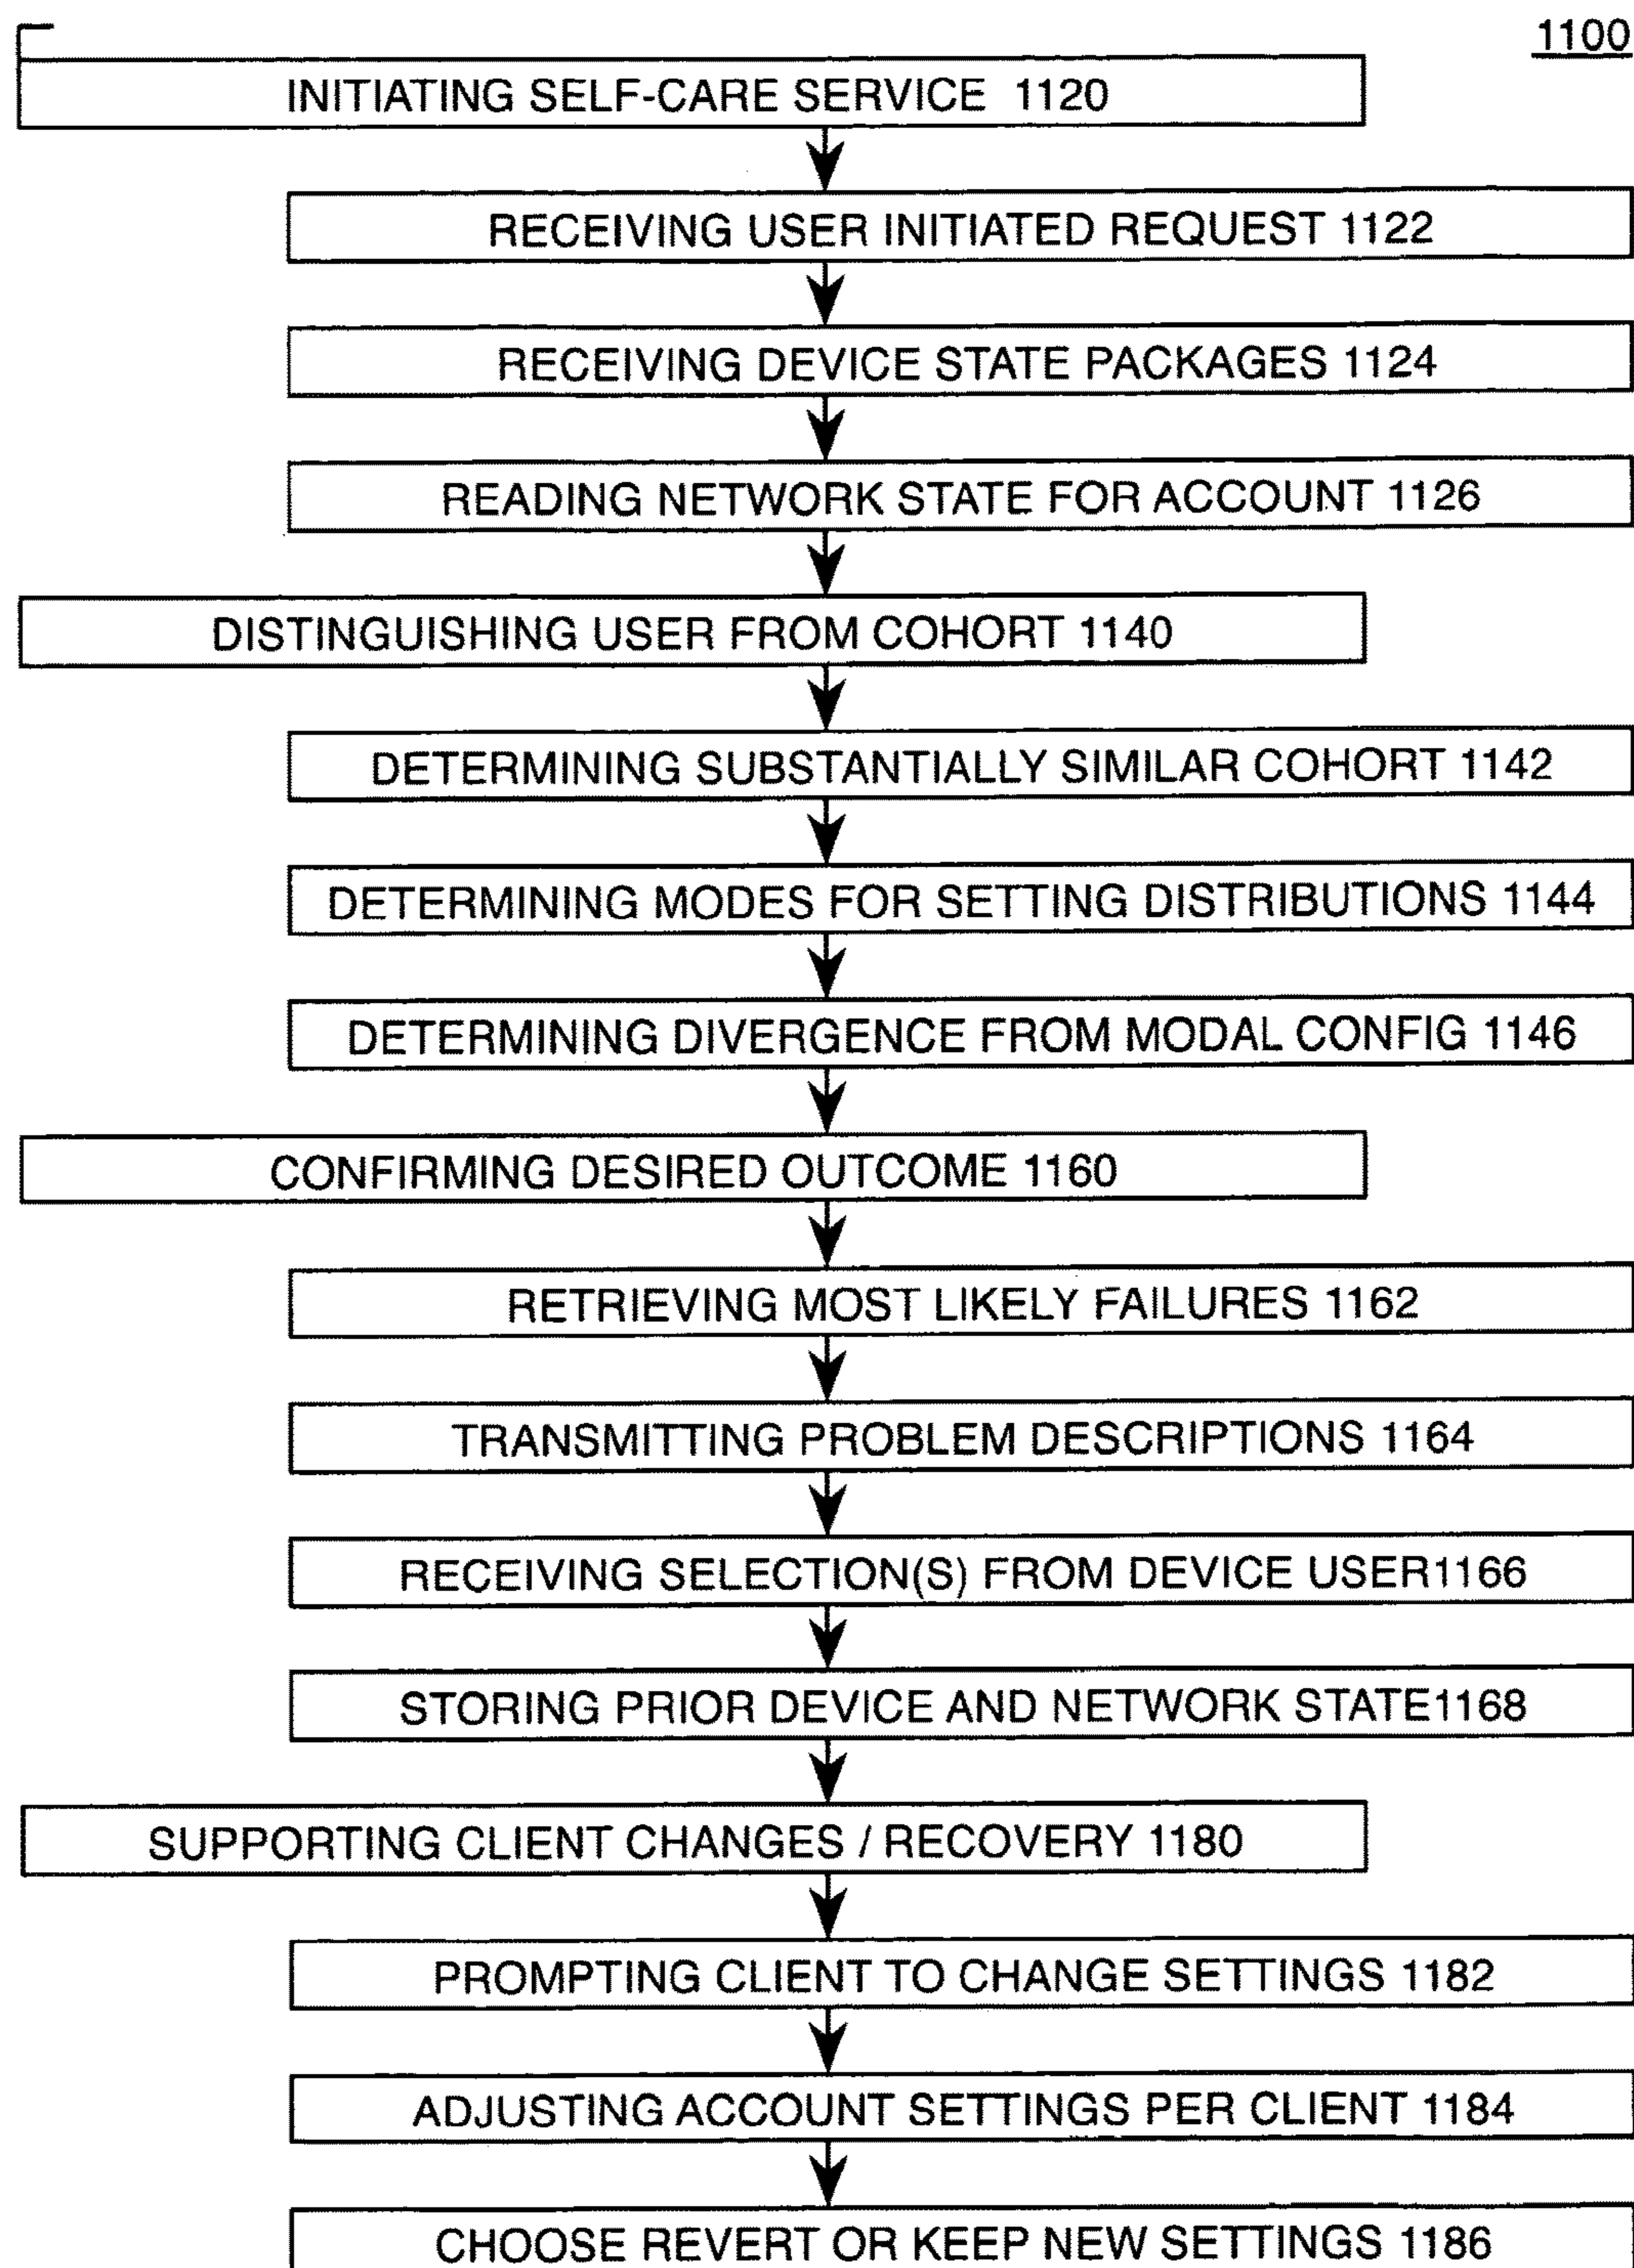 1100
INITIATING SELF-CARE SERVICE 1120
RECEIVING USER INITIATED REQUEST 1122
RECEIVING DEVICE STATE PACKAGES 1124
READING NETWORK STATE FOR ACCOUNT 1126
DISTINGUISHING USER FROM COHORT 1140
DETERMINING SUBSTANTIALLY SIMILAR COHORT 1142
DETERMINING MODES FOR SETTING DISTRIBUTIONS 1144
DETERMINING DIVERGENCE FROM MODAL CONFIG 1146
CONFIRMING DESIRED OUTCOME 1160
RETRIEVING MOST LIKELY FAILURES 1162
TRANSMITTING PROBLEM DESCRIPTIONS 1164
RECEIVING SELECTION(S) FROM DEVICE USER1166
STORING PRIOR DEVICE AND NETWORK STATE1168
SUPPORTING CLIENT CHANGES / RECOVERY 1180
PROMPTING CLIENT TO CHANGE SETTINGS 1182
ADJUSTING ACCOUNT SETTINGS PER CLIENT 1184
CHOOSE REVERT OR KEEP NEW SETTINGS 1186